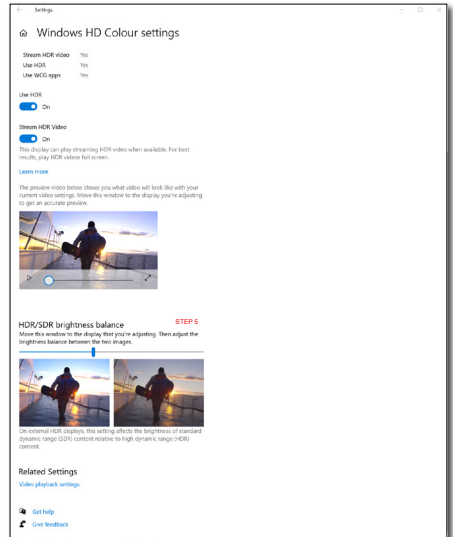 Settings
Windows HD Colour settings
Stream HDR video Yes
Use HDR Yes
Use WCG apps Yes
Use HDR
On
Stream HDR Video
On
This display can play streaming HDR video when available. For best
results, play HDR videos full screen.
Learn more
The preview video below shows you what video will look like with your
current video settings. Move this window to the display you're adjusting
to get an accurate preview.
HDR/SDR brightness balance STEP 5
Move this window to the display that you're adjusting. Then adjust the
brightness balance between the two images.
On external HDR displays, this setting affects the brightness of standard
dynamic range (SDR) content relative to high dynamic range (HDR)
content.
Related Settings
Video playback settings
Get help
Give feedback